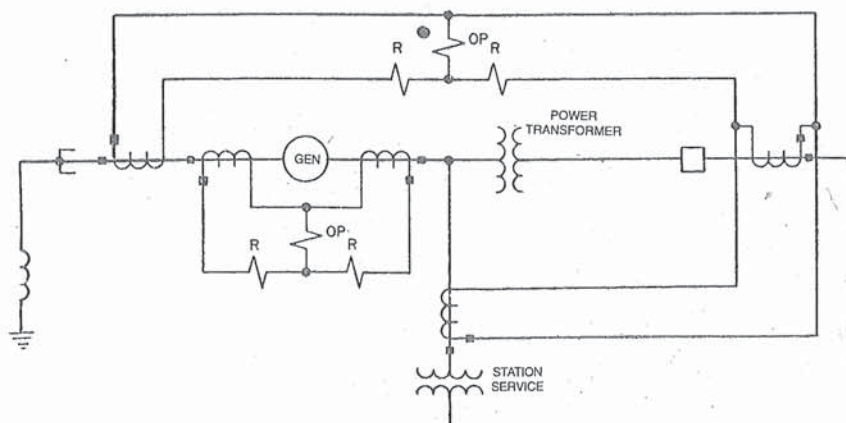 OP
R
R
POWER
TRANSFORMER
GEN
OP
R
R
STATION
SERVICE